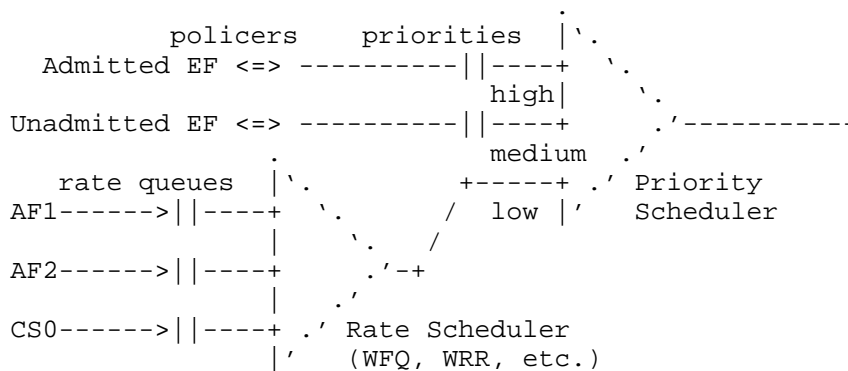 policers priorities
Admitted EF <=> ----------||----+
high|
Unadmitted EF <=> ----------||----+ .'-----------
medium
rate queues +-----+ Priority
AF1------>||----+ low Scheduler
AF2------>||----+ .'-+
CS0------>||----+ Rate Scheduler
(WFQ, WRR, etc.)